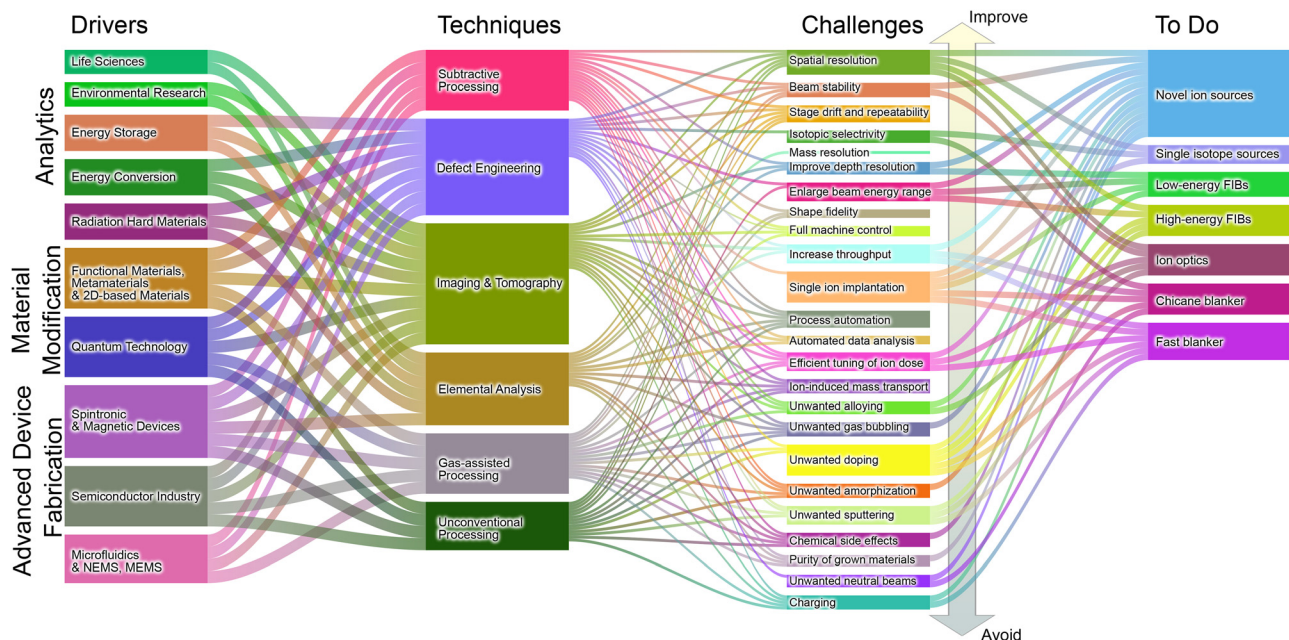 Drivers
Techniques
Challenges
Improve
To Do
Analytics
Material
Modification
Advanced Device
Fabrication
Life Sciences
Environmental Research
Energy Storage
Energy Conversion
Radiation Hard Materials
Functional Materials,
Metamaterials
& 2D-based Materials
Quantum Technology
Spintronic
& Magnetic Devices
Semiconductor Industry
Microfluidics
& NEMS, MEMS
Subtractive
Processing
Defect Engineering
Imaging & Tomography
Elemental Analysis
Gas-assisted
Processing
Unconventional
Processing
Spatial resolution
Beam stability
Stage drift and repeatability
Isotopic selectivity
Mass resolution
Improve depth resolution
Enlarge beam energy range
Shape fidelity
Full machine control
Increase throughput
Single ion implantation
Process automation
Automated data analysis
Efficient tuning of ion dose
Ion-induced mass transport
Unwanted alloying
Unwanted gas bubbling
Unwanted doping
Unwanted amorphization
Unwanted sputtering
Chemical side effects
Purity of grown materials
Unwanted neutral beams
Charging
Novel ion sources
Single isotope sources
Low-energy FIBs
High-energy FIBs
Ion optics
Chicane blanker
Fast blanker
Avoid